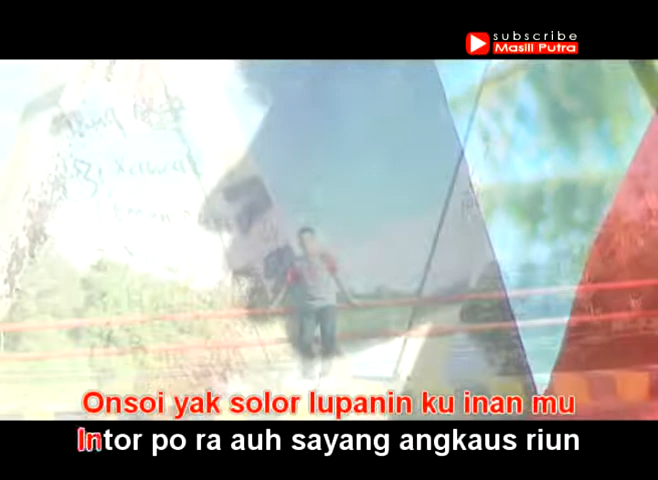 subscribe
Masili Putra
Onsoi yak solor lupanin ku inan mu
Intor po ra auh sayang angkaus riun